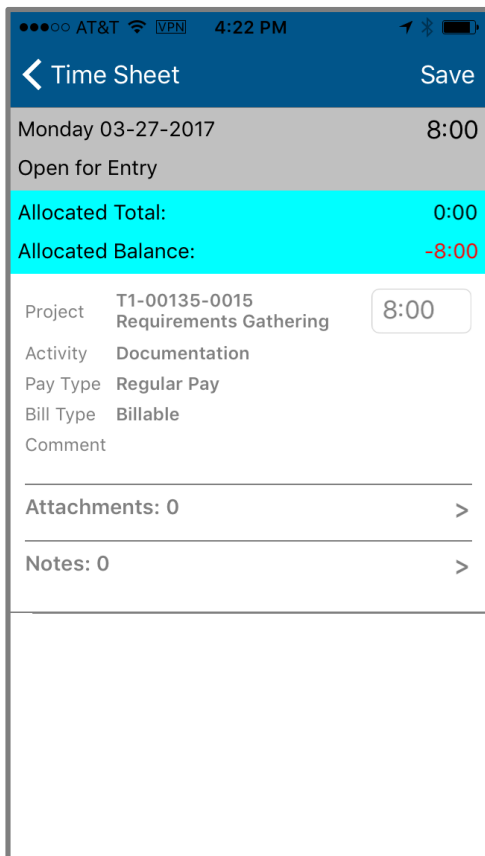 AT&T VPN 4:22 PM
Time Sheet Save
Monday 03-27-2017 8:00
Open for Entry
Allocated Total: 0:00
Allocated Balance: -8:00
Project T1-00135-0015 8:00
Requirements Gathering
Activity Documentation
Pay Type Regular Pay
Bill Type Billable
Comment
Attachments: 0 >
Notes: 0 >